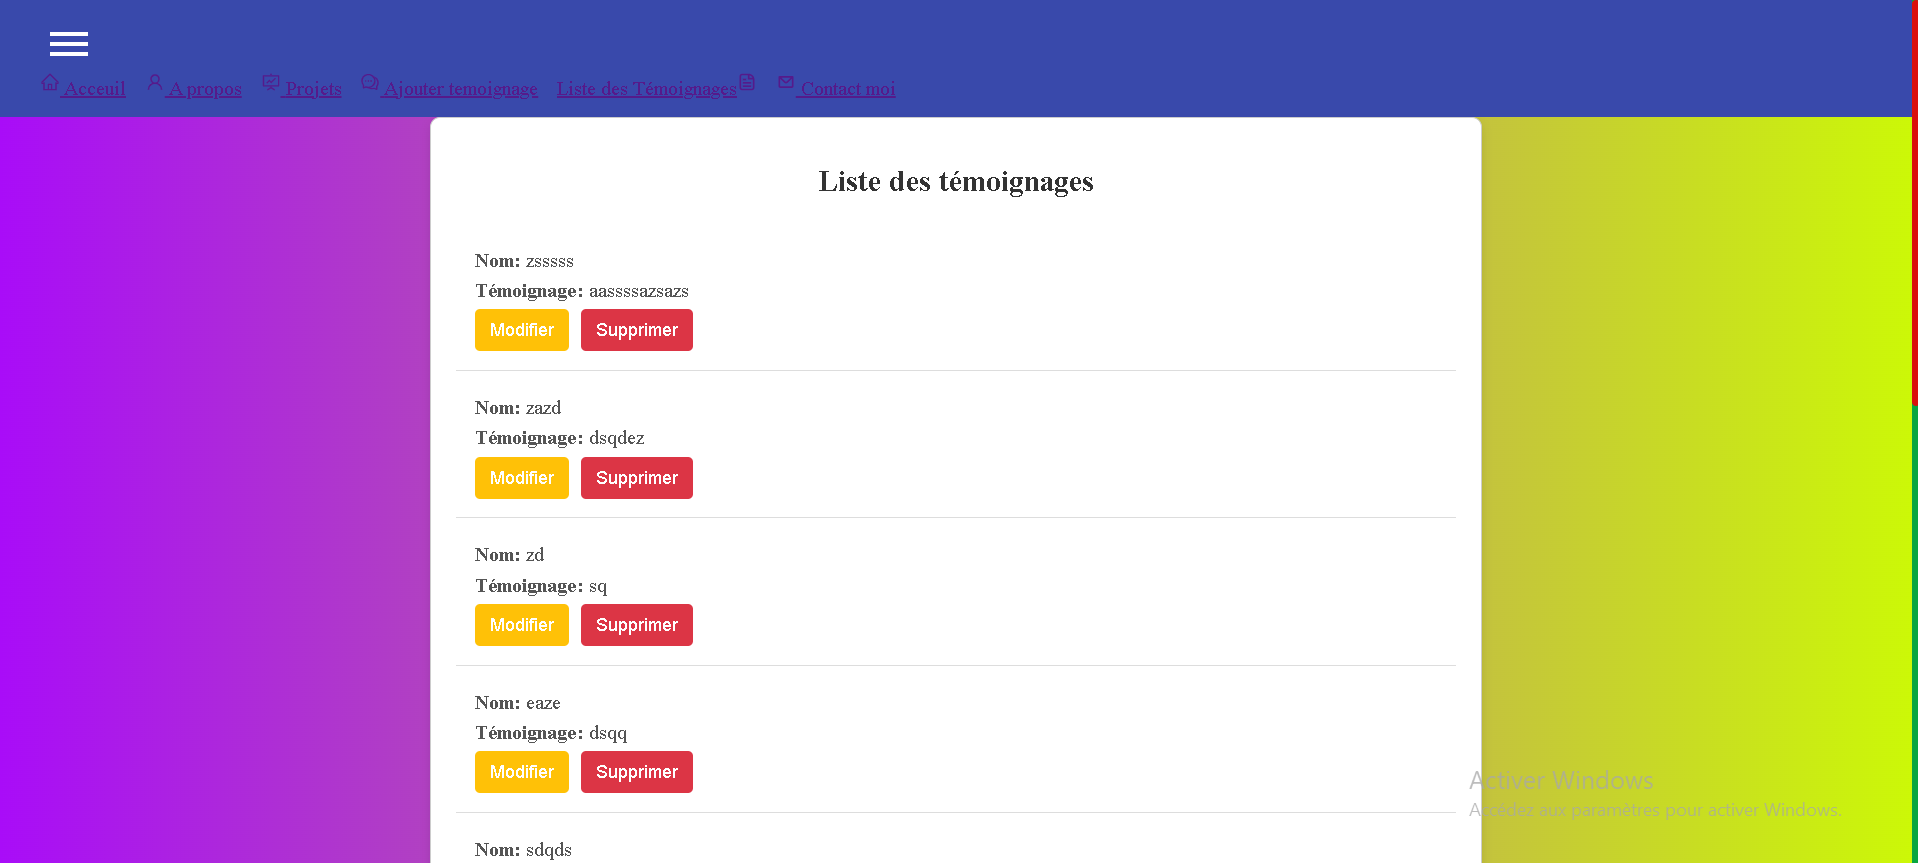 Acceuil A propos Projets Ajouter temoignage Liste des Témoignages Contact moi
Liste des témoignages
Nom: zsssss
Témoignage: aassssazsazs
Modifier Supprimer
Nom: zazd
Témoignage: dsqdez
Modifier Supprimer
Nom: zd
Témoignage: sq
Modifier Supprimer
Nom: eaze
Témoignage: dsqq
Modifier Supprimer
Activer Windows
Accédez aux paramètres pour activer Windows.
Nom: sdqds